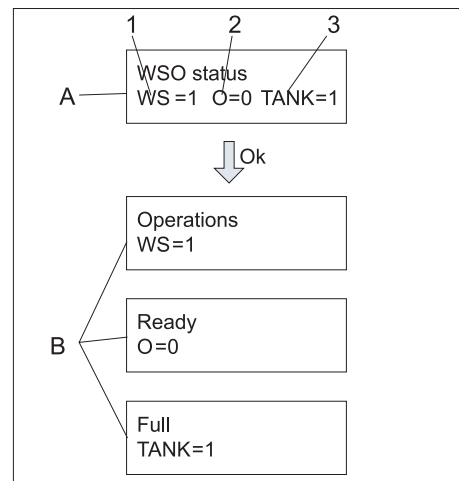 1 2 3
WSO status
A WS =1 O=0 TANK=1
Ok
Operations
WS=1
Ready
B O=0
Full
TANK=1